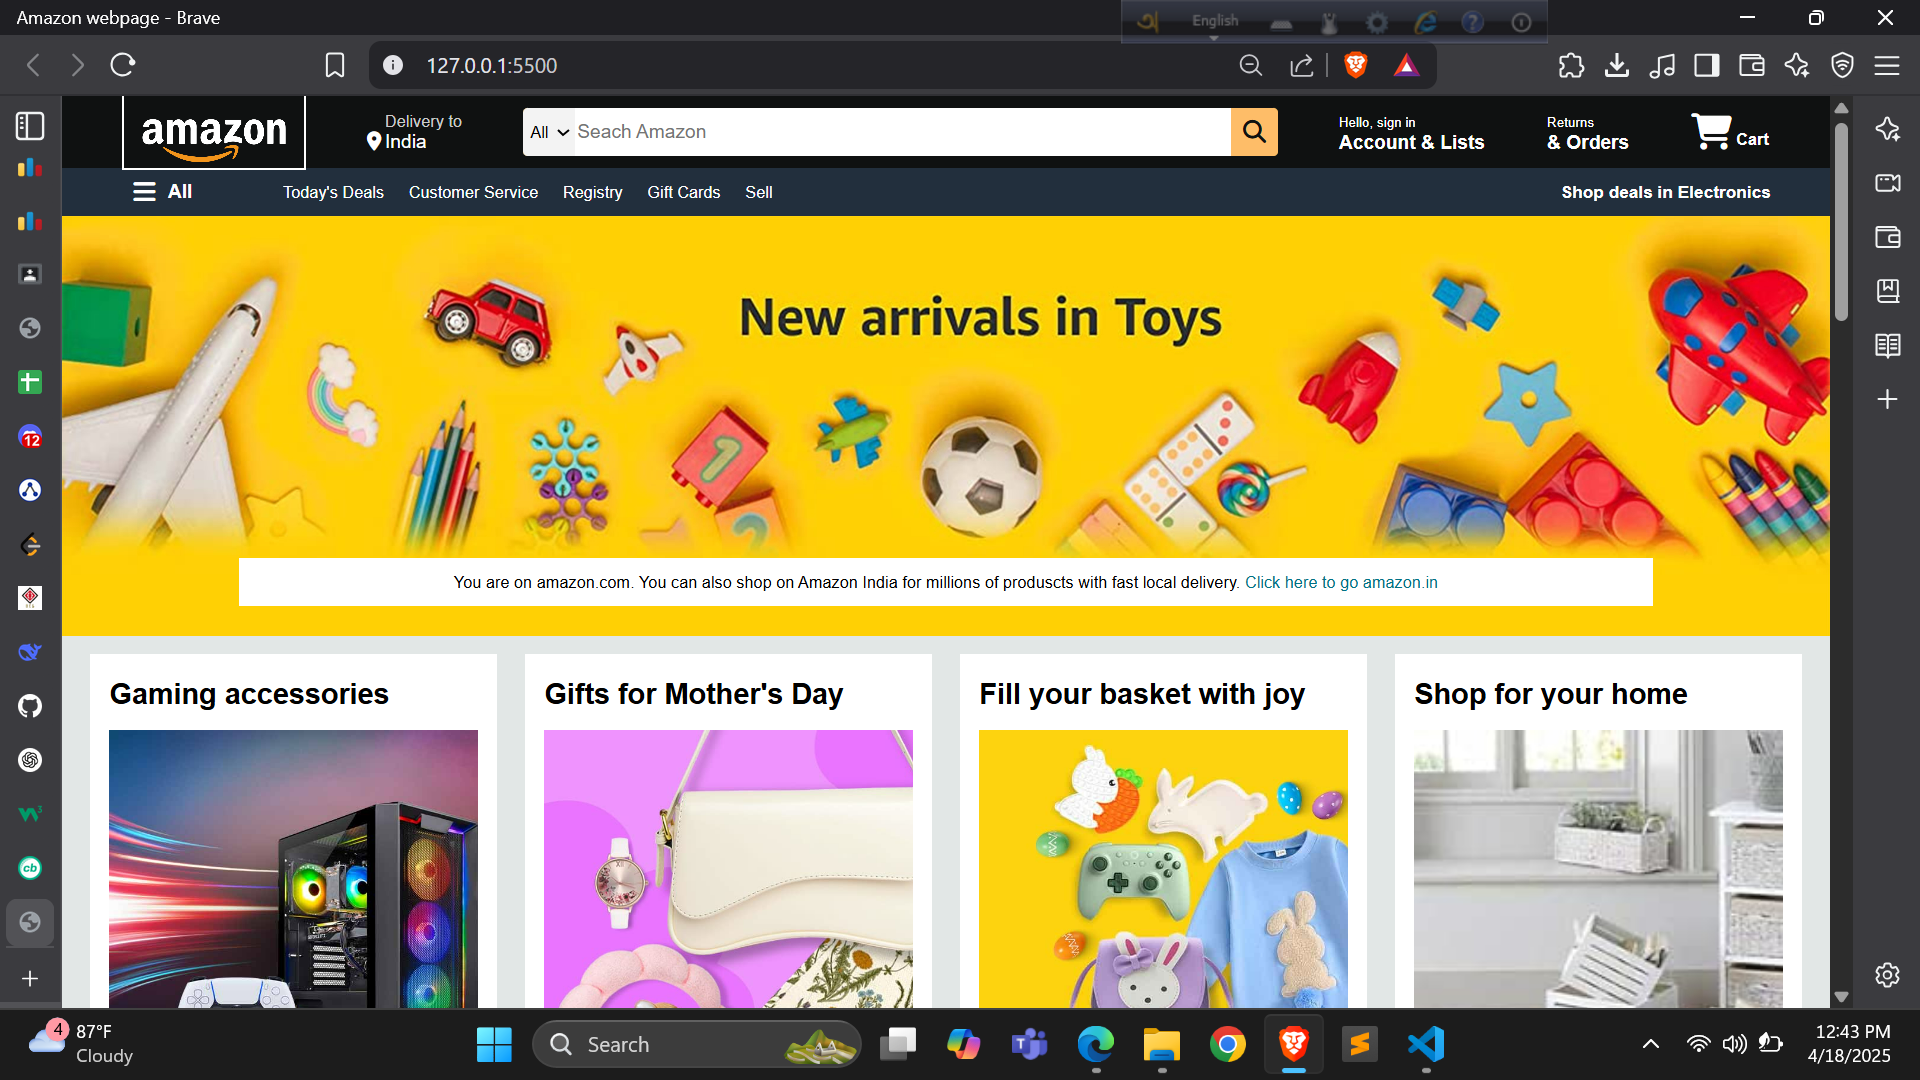 Amazon webpage - Brave
English
127.0.0.1:5500
amazon
Delivery to
India
All
Seach Amazon
Hello, sign in
Account & Lists
Returns
& Orders
Cart
All
Today's Deals
Customer Service
Registry
Gift Cards
Sell
Shop deals in Electronics
New arrivals in Toys
1
2
You are on amazon.com. You can also shop on Amazon India for millions of produscts with fast local delivery. Click here to go amazon.in
Gaming accessories
Gifts for Mother's Day
Fill your basket with joy
Shop for your home
12
cb
4
87°F
Cloudy
Search
12:43 PM
4/18/2025